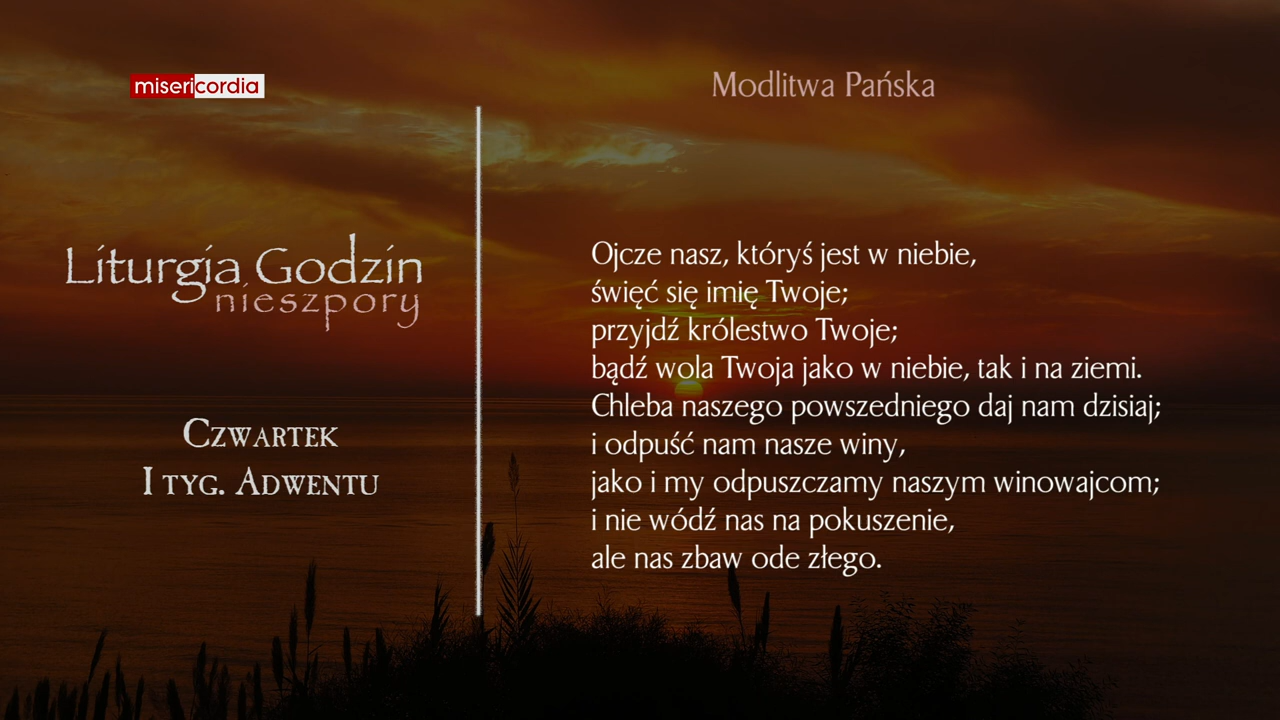 misericordia
Liturgia Godzin
nieszpory
Czwartek
I tyg. Adwentu
Modlitwa Pańska
Ojcze nasz, któryś jest w niebie,
święć się imię Twoje;
przyjdź królestwo Twoje;
bądź wola Twoja jako w niebie, tak i na ziemi.
Chleba naszego powszedniego daj nam dzisiaj;
i odpuść nam nasze winy,
jako i my odpuszczamy naszym winowajcom;
i nie wódź nas na pokuszenie,
ale nas zbaw ode złego.